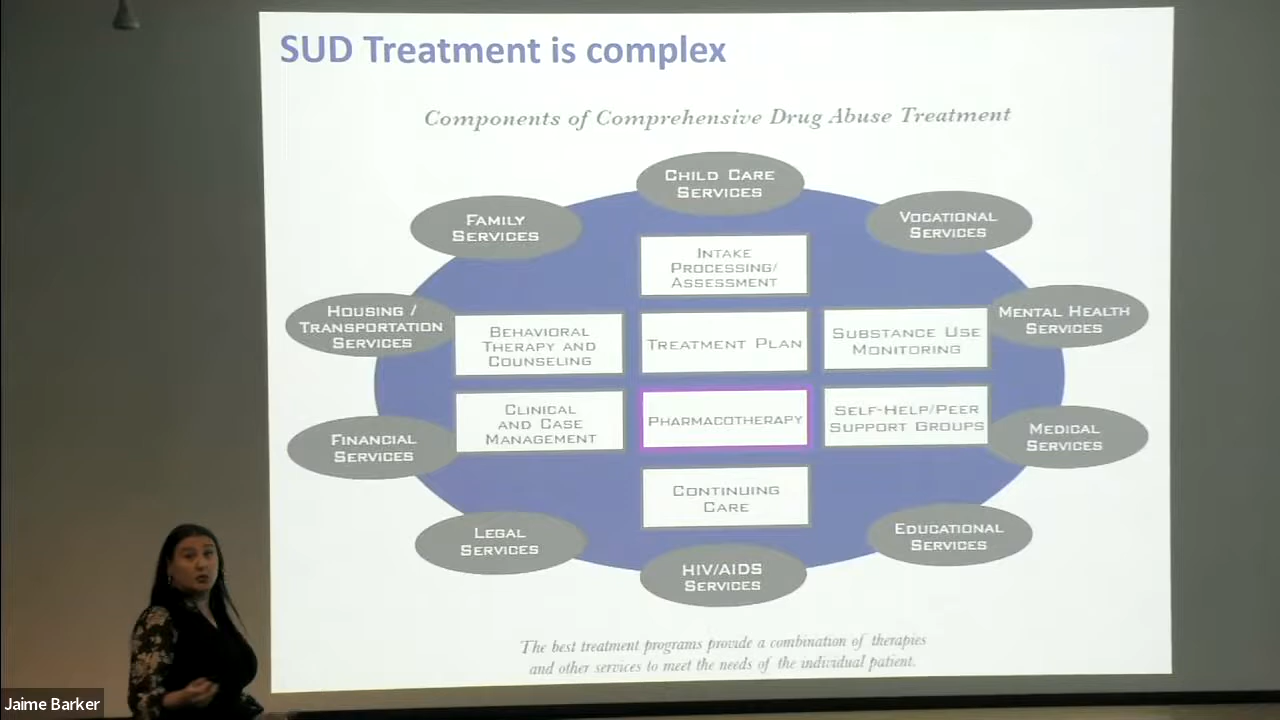 SUD Treatment is complex
Components of Comprehensive Drug Abuse Treatment
CHILD CARE
SERVICES
FAMILY
SERVICES
VOCATIONAL
SERVICES
INTAKE
PROCESSING/
ASSESSMENT
HOUSING /
TRANSPORTATION
SERVICES
BEHAVIORAL
THERAPY AND
COUNSELING
TREATMENT PLAN
SUBSTANCE USE
MONITORING
MENTAL HEALTH
SERVICES
CLINICAL
AND CASE
MANAGEMENT
PHARMACOTHERAPY
SELF-HELP/PEER
SUPPORT GROUPS
FINANCIAL
SERVICES
MEDICAL
SERVICES
CONTINUING
CARE
LEGAL
SERVICES
EDUCATIONAL
SERVICES
HIV/AIDS
SERVICES
The best treatment programs provide a combination of therapies
and other services to meet the needs of the individual patient.
Jaime Barker